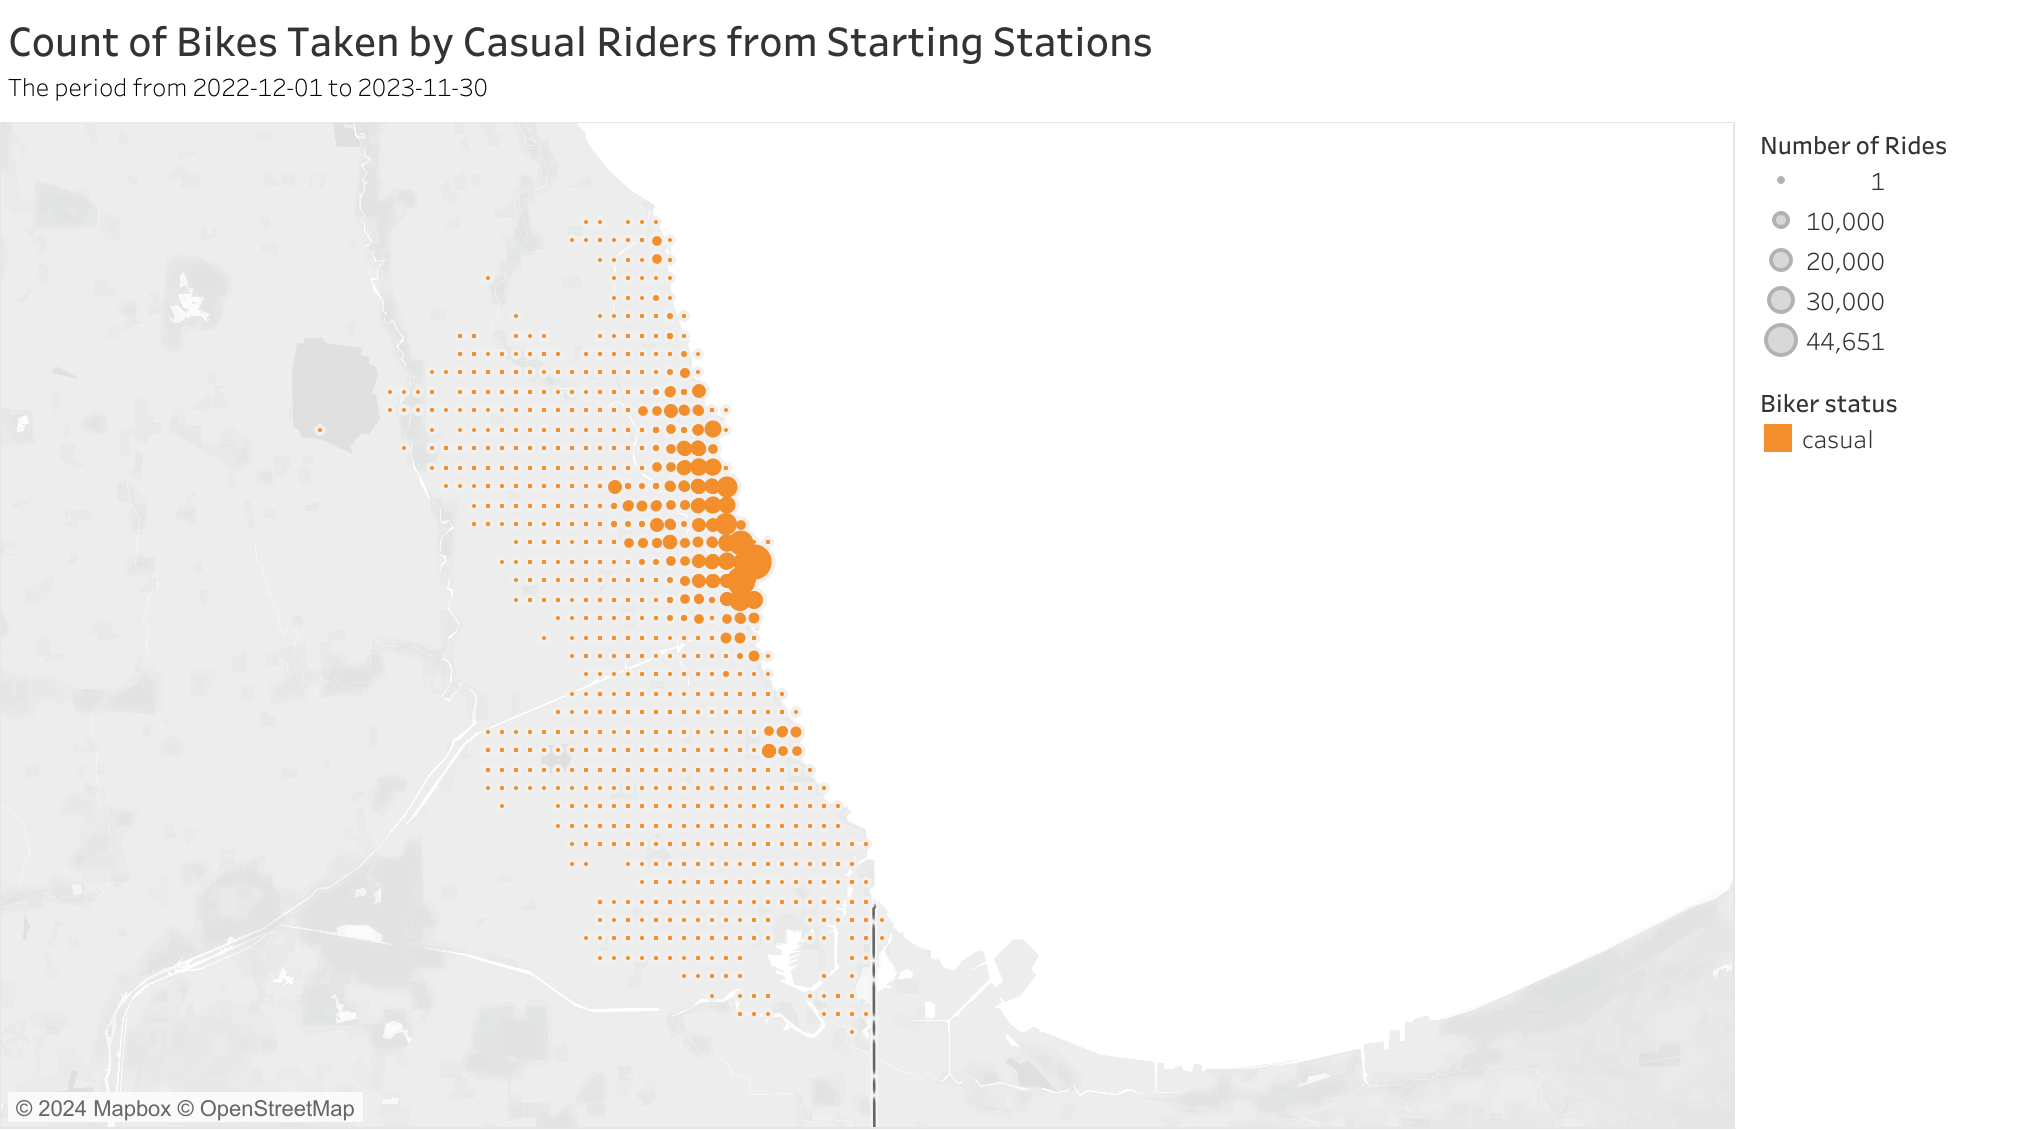 Count of Bikes Taken by Casual Riders from Starting Stations
The period from 2022-12-01 to 2023-11-30
Number of Rides
1
10,000
20,000
30,000
44,651
Biker status
casual
© 2024 Mapbox © OpenStreetMap